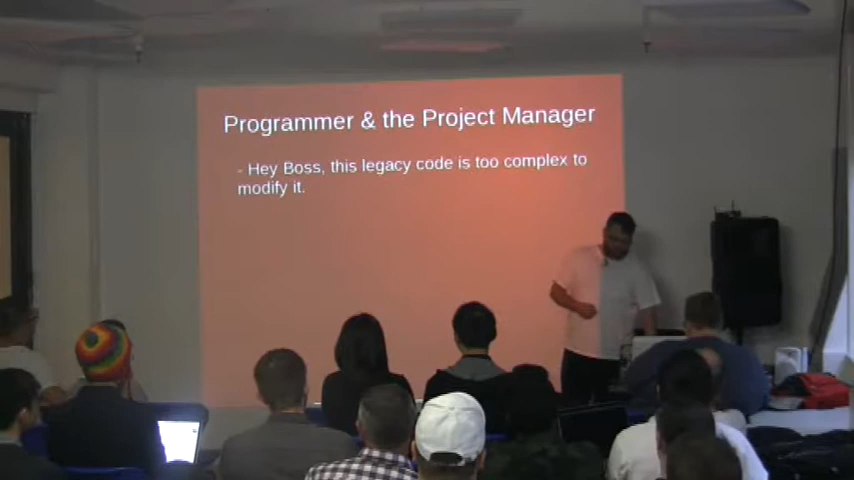 Programmer & the Project Manager
- Hey Boss, this legacy code is too complex to
modify it.